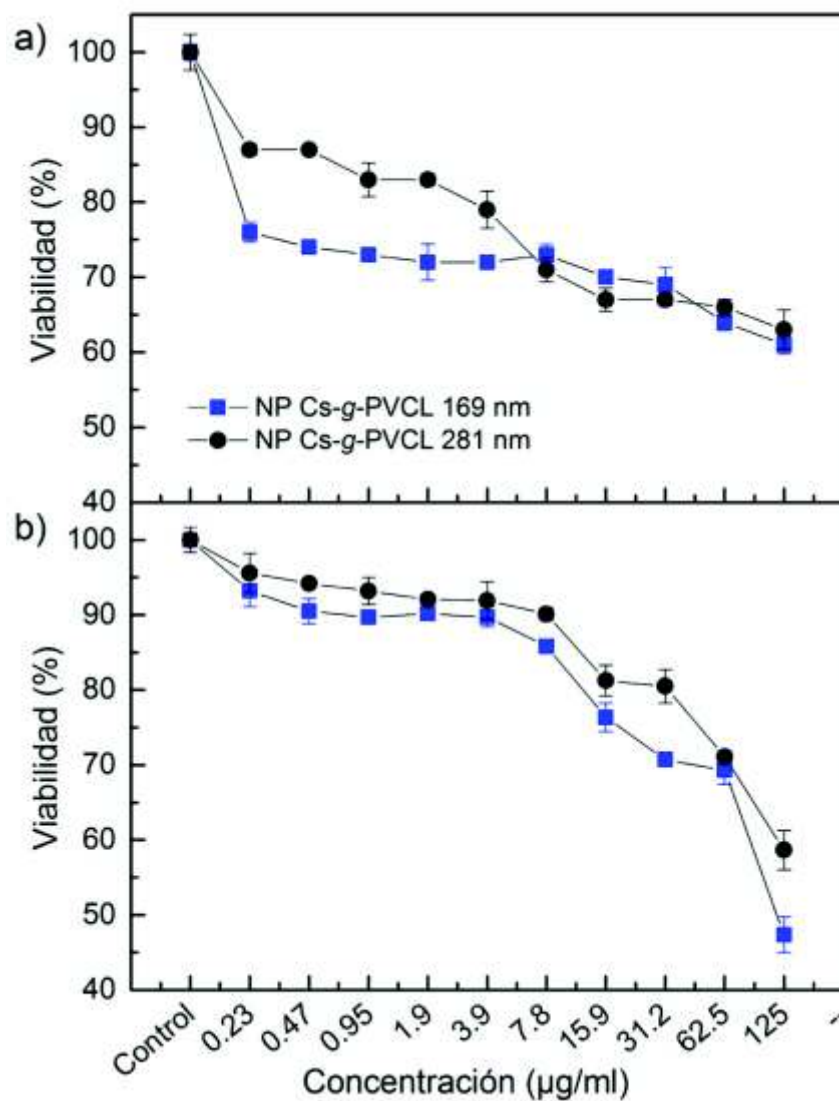 a)
100
90
80
70
60
50
40
Viabilidad (%)
NP Cs-g-PVCL 169 nm
NP Cs-g-PVCL 281 nm
b)
100
90
80
70
60
50
40
Viabilidad (%)
Control 0.23 0.47 0.95 1.9 3.9 7.8 15.9 31.2 62.5 125 --
Concentración (µg/ml)